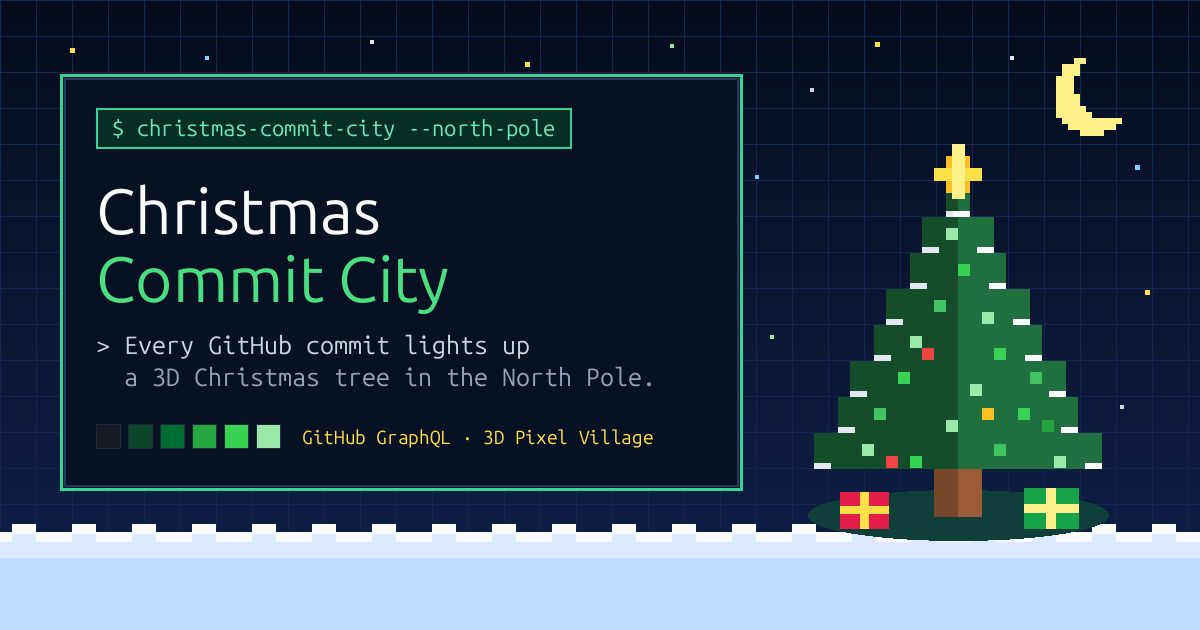 $ christmas-commit-city --north-pole
Christmas
Commit City
> Every GitHub commit lights up
a 3D Christmas tree in the North Pole.
GitHub GraphQL · 3D Pixel Village